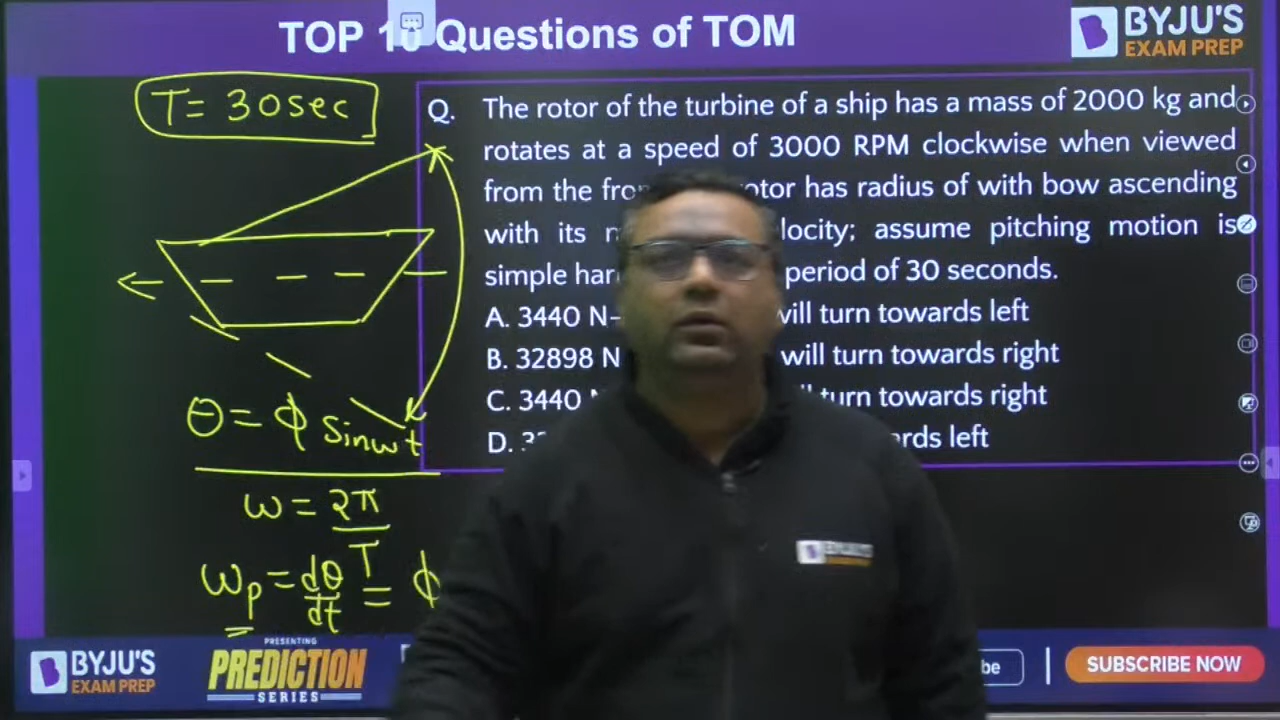 TOP 10 Questions of TOM
BYJU'S
EXAM PREP
T = 30 sec
Q. The rotor of the turbine of a ship has a mass of 2000 kg and
rotates at a speed of 3000 RPM clockwise when viewed
from the otor has radius of with bow ascending
with its locity; assume pitching motion is
simple period of 30 seconds.
A. 3440 will turn towards left
B. 32898 N will turn towards right
C. 3440 turn towards right
D. left
θ = ϕ sinωt
ω = 2π/T
ωp = dθ/dt = ϕ
BYJU'S
BYJU'S
EXAM PREP
PRESENTING
PREDICTION
SERIES
be
SUBSCRIBE NOW